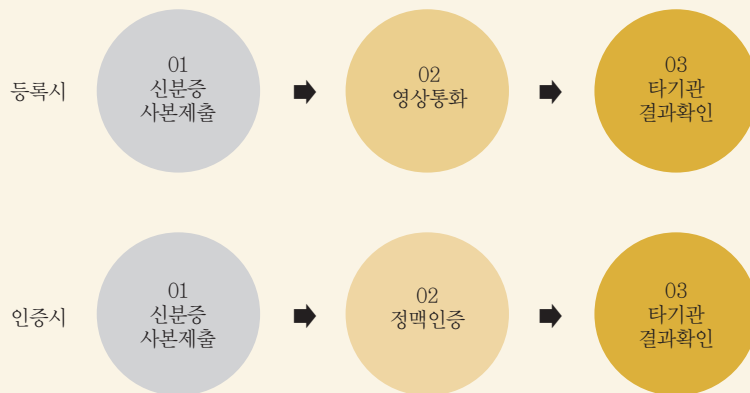 등록시
01
신분증
사본제출
02
영상통화
03
타기관
결과확인
인증시
01
신분증
사본제출
02
정맥인증
03
타기관
결과확인